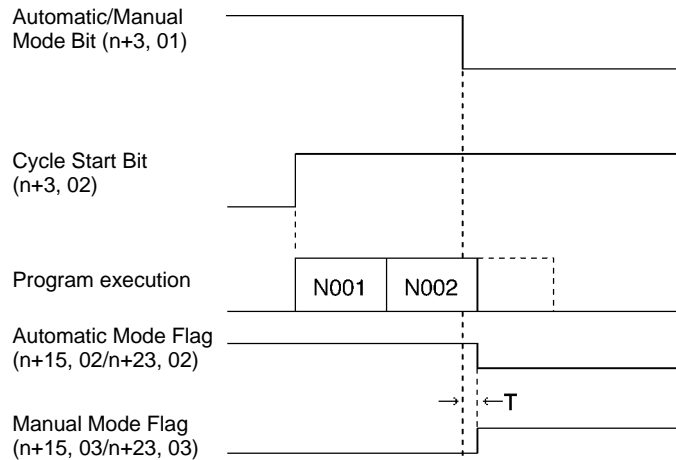 Automatic/Manual
Mode Bit (n+3, 01)
Cycle Start Bit
(n+3, 02)
Program execution
N001
N002
Automatic Mode Flag
(n+15, 02/n+23, 02)
T
Manual Mode Flag
(n+15, 03/n+23, 03)